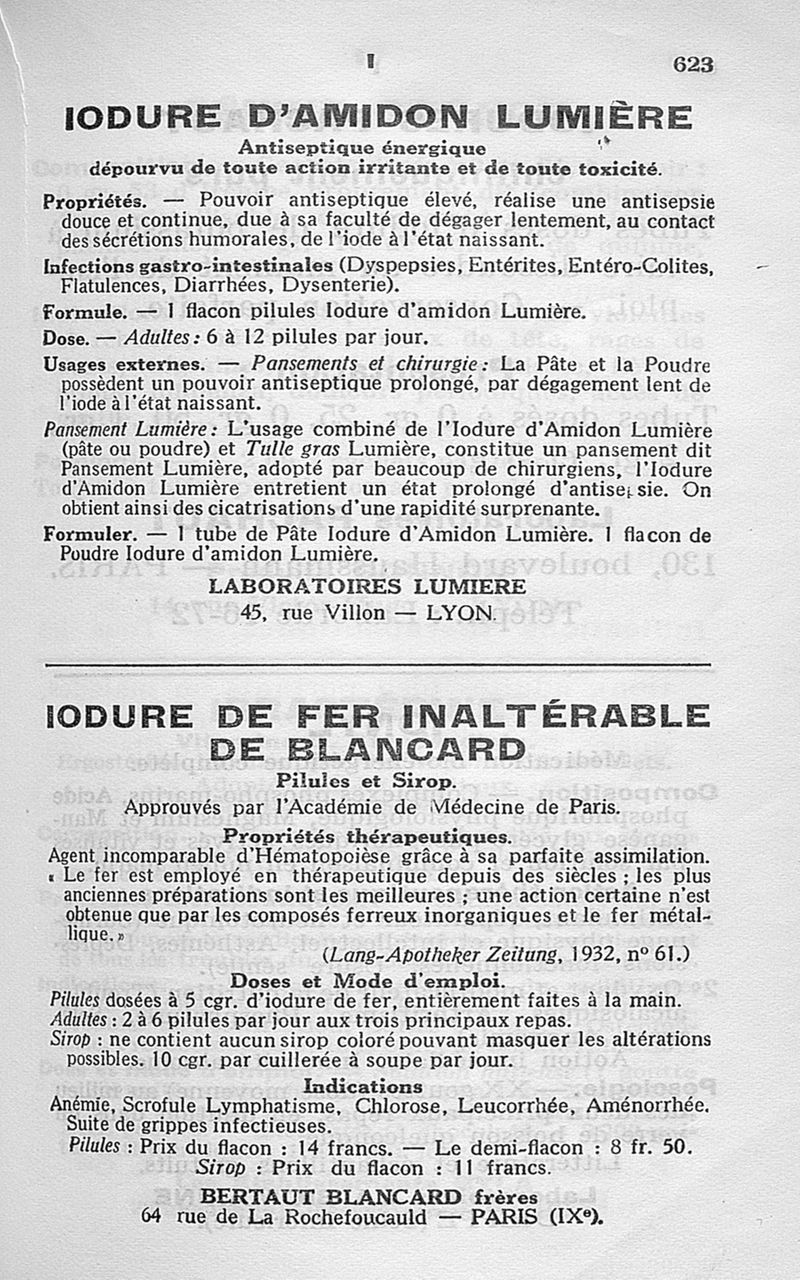 I
623
IODURE D'AMIDON LUMIÈRE
Antiseptique énergique
dépourvu de toute action irritante et de toute toxicité.
Propriétés. — Pouvoir antiseptique élevé, réalise une antisepsie
douce et continue, due à sa faculté de dégager lentement, au contact
des sécrétions humorales, de l'iode à l'état naissant.
Infections gastro-intestinales (Dyspepsies, Entérites, Entéro-Colites,
Flatulences, Diarrhées, Dysenterie).
Formule. — 1 flacon pilules Iodure d'amidon Lumière.
Dose. — Adultes : 6 à 12 pilules par jour.
Usages externes. — Pansements et chirurgie : La Pâte et la Poudre
possèdent un pouvoir antiseptique prolongé, par dégagement lent de
l'iode à l'état naissant.
Pansement Lumière : L'usage combiné de l'Iodure d'Amidon Lumière
(pâte ou poudre) et Tulle gras Lumière, constitue un pansement dit
Pansement Lumière, adopté par beaucoup de chirurgiens, l'Iodure
d'Amidon Lumière entretient un état prolongé d'antisepsie. On
obtient ainsi des cicatrisations d'une rapidité surprenante.
Formuler. — 1 tube de Pâte Iodure d'Amidon Lumière. 1 flacon de
Poudre Iodure d'amidon Lumière.
LABORATOIRES LUMIERE
45, rue Villon — LYON.
IODURE DE FER INALTÉRABLE
DE BLANCARD
Pilules et Sirop.
Approuvés par l'Académie de Médecine de Paris.
Propriétés thérapeutiques.
Agent incomparable d'Hématopoièse grâce à sa parfaite assimilation.
« Le fer est employé en thérapeutique depuis des siècles ; les plus
anciennes préparations sont les meilleures ; une action certaine n'est
obtenue que par les composés ferreux inorganiques et le fer métal-
lique. »
(Lang-Apotheker Zeitung, 1932, n° 61.)
Doses et Mode d'emploi.
Pilules dosées à 5 cgr. d'iodure de fer, entièrement faites à la main.
Adultes : 2 à 6 pilules par jour aux trois principaux repas.
Sirop : ne contient aucun sirop coloré pouvant masquer les altérations
possibles. 10 cgr. par cuillerée à soupe par jour.
Indications
Anémie, Scrofule Lymphatisme, Chlorose, Leucorrhée, Aménorrhée.
Suite de grippes infectieuses.
Pilules : Prix du flacon : 14 francs. — Le demi-flacon : 8 fr. 50.
Sirop : Prix du flacon : 11 francs.
BERTAUT BLANCARD frères
64 rue de La Rochefoucauld — PARIS (IXe).